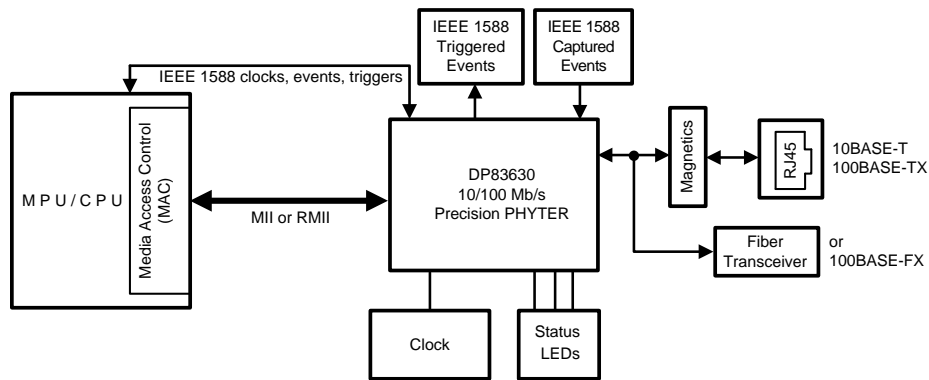 IEEE 1588
Triggered
Events
IEEE 1588
Captured
Events
IEEE 1588 clocks, events, triggers
MPU/CPU
Media Access Control
(MAC)
MII or RMII
DP83630
10/100 Mb/s
Precision PHYTER
Magnetics
RJ45
10BASE-T
100BASE-TX
Fiber
Transceiver
or
100BASE-FX
Clock
Status
LEDs